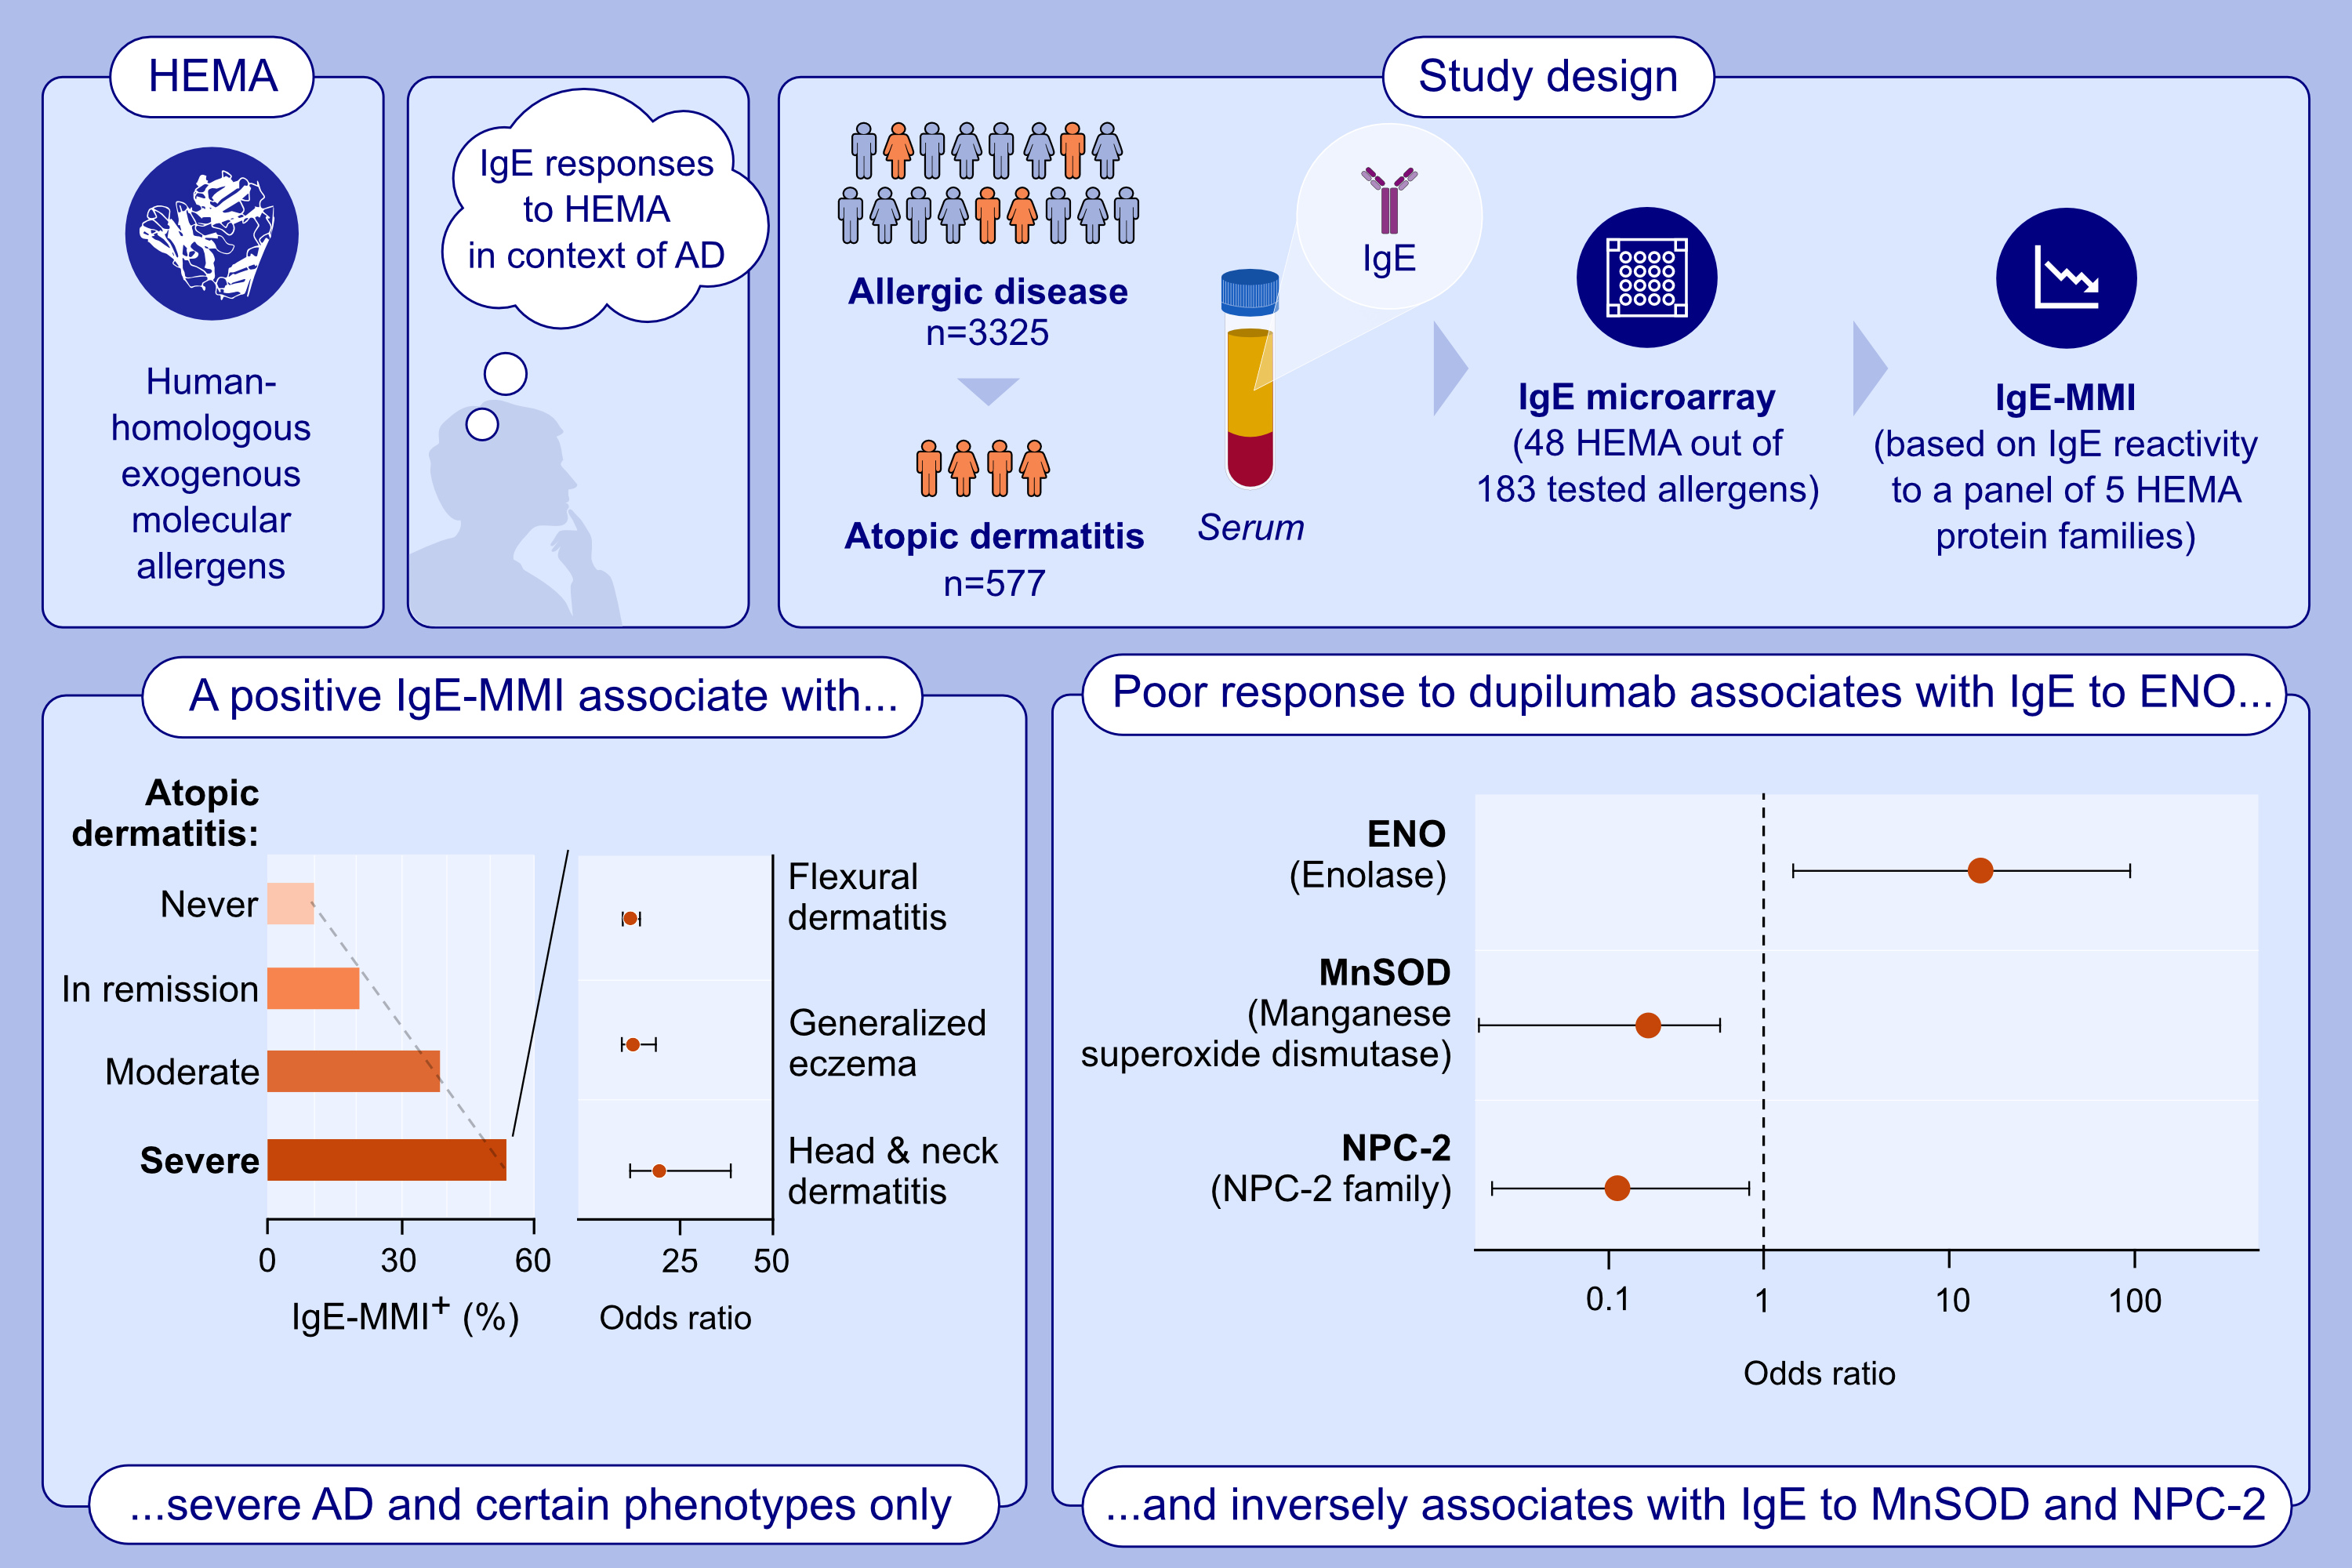 HEMA
Human-
homologous
exogenous
molecular
allergens
IgE responses
to HEMA
in context of AD
Study design
Allergic disease
n=3325
Atopic dermatitis
n=577
Serum
IgE
IgE microarray
(48 HEMA out of
183 tested allergens)
IgE-MMI
(based on IgE reactivity
to a panel of 5 HEMA
protein families)
A positive IgE-MMI associate with...
Atopic
dermatitis:
Never
In remission
Moderate
Severe
0 30 60
IgE-MMI+ (%)
Flexural
dermatitis
Generalized
eczema
Head & neck
dermatitis
25 50
Odds ratio
...severe AD and certain phenotypes only
Poor response to dupilumab associates with IgE to ENO...
ENO
(Enolase)
MnSOD
(Manganese
superoxide dismutase)
NPC-2
(NPC-2 family)
0.1 1 10 100
Odds ratio
...and inversely associates with IgE to MnSOD and NPC-2